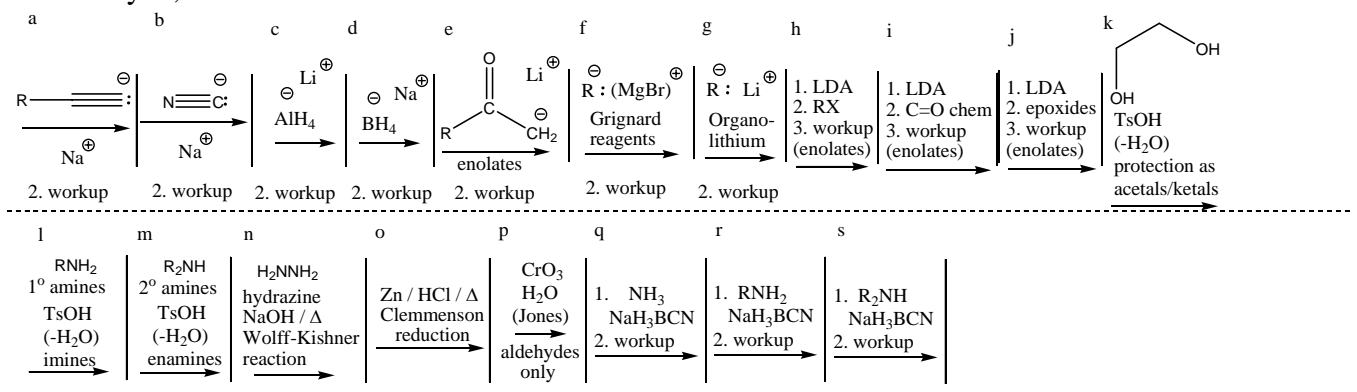 a
R
⊖
:
Na⊕
2. workup
b
N C:
⊖
Na⊕
2. workup
c
Li⊕
⊖
AlH4
2. workup
d
Na⊕
⊖
BH4
2. workup
e
O
Li⊕
R C CH2
⊖
enolates
2. workup
f
⊖ ⊕
R : (MgBr)
Grignard
reagents
2. workup
g
⊖ ⊕
R: Li
Organo-
lithium
2. workup
h
1. LDA
2. RX
3. workup
(enolates)
i
1. LDA
2. C=O chem
3. workup
(enolates)
j
1. LDA
2. epoxides
3. workup
(enolates)
k
OH
OH
TsOH
(-H2O)
protection as
acetals/ketals
l
RNH2
1o amines
TsOH
(-H2O)
imines
m
R2NH
2o amines
TsOH
(-H2O)
enamines
n
H2NNH2
hydrazine
NaOH / Δ
Wolff-Kishner
reaction
o
Zn / HCl / Δ
Clemmenson
reduction
p
CrO3
H2O
(Jones)
aldehydes
only
q
1. NH3
NaH3BCN
2. workup
r
1. RNH2
NaH3BCN
2. workup
s
1. R2NH
NaH3BCN
2. workup